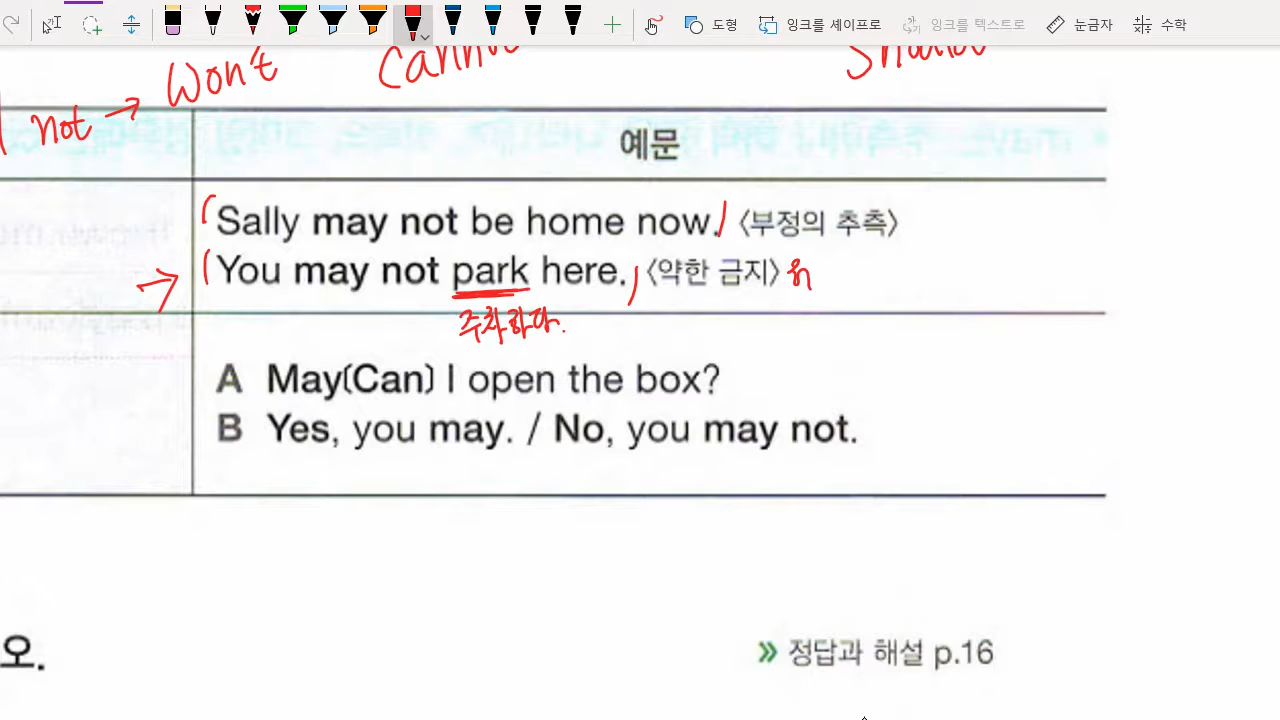 도형 잉크를 셰이프로 잉크를 텍스트로 눈금자 수학
not → won't
예문
Sally may not be home now. 〈부정의 추측〉
→ You may not park here. 〈약한 금지〉
주차하다.
A May(Can) I open the box?
B Yes, you may. / No, you may not.
오.
» 정답과 해설 p.16